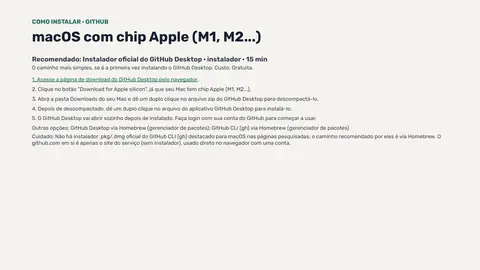 COMO INSTALAR · GITHUB
macOS com chip Apple (M1, M2...)
Recomendado: Instalador oficial do GitHub Desktop · instalador · 15 min
O caminho mais simples, se é a primeira vez instalando o GitHub Desktop. Custo: Gratuita.
1. Acesse a página de download do GitHub Desktop pelo navegador.
2. Clique no botão "Download for Apple silicon", já que seu Mac tem chip Apple (M1, M2...).
3. Abra a pasta Downloads do seu Mac e dê um duplo clique no arquivo zip do GitHub Desktop para descompactá-lo.
4. Depois de descompactado, dê um duplo clique no arquivo do aplicativo GitHub Desktop para instalá-lo.
5. O GitHub Desktop vai abrir sozinho depois de instalado. Faça login com sua conta do GitHub para começar a usar.
Outras opções: GitHub Desktop via Homebrew (gerenciador de pacotes); GitHub CLI (gh) via Homebrew (gerenciador de pacotes)
Cuidado: Não há instalador .pkg/.dmg oficial do GitHub CLI (gh) destacado para macOS nas páginas pesquisadas; o caminho recomendado por eles é via Homebrew. O
github.com em si é apenas o site do serviço (sem instalador), usado direto no navegador com uma conta.